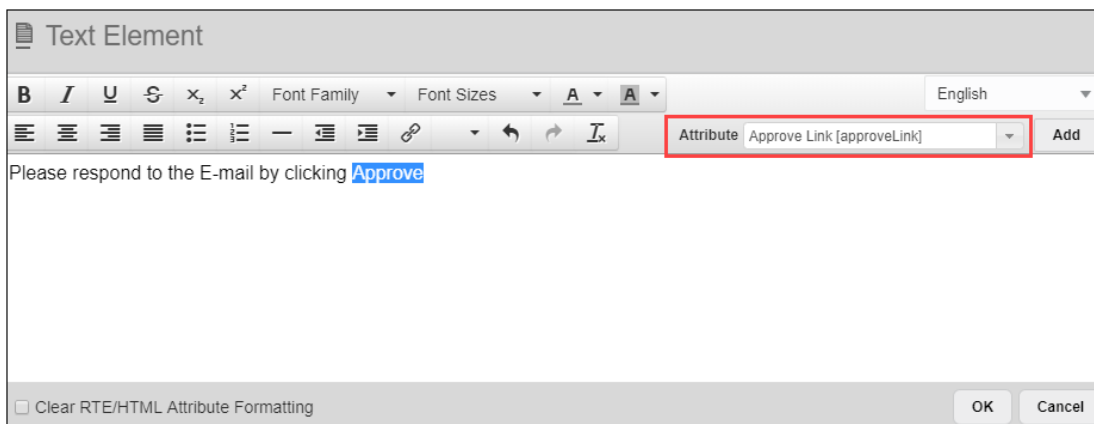 Text Element
B I U S x₂ x² Font Family Font Sizes A A English
Ix Attribute Approve Link [approveLink] Add
Please respond to the E-mail by clicking Approve
Clear RTE/HTML Attribute Formatting OK Cancel